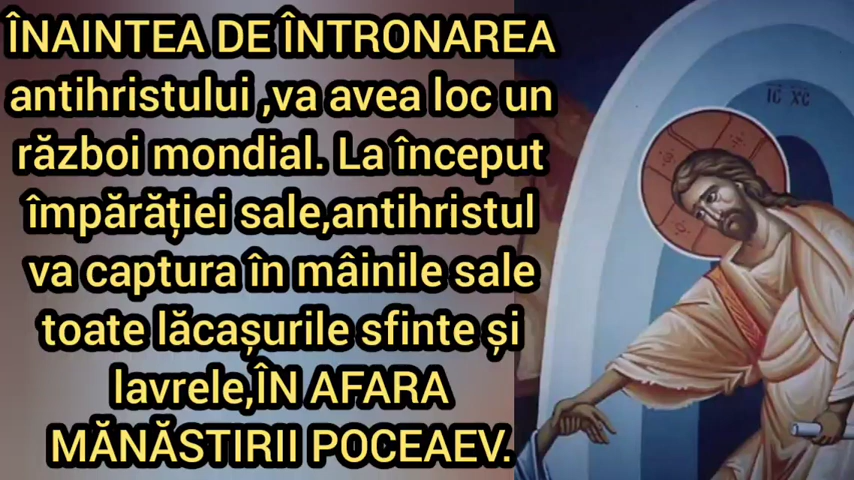 ÎNAINTEA DE ÎNTRONAREA
antihristului ,va avea loc un
război mondial. La început
împărăției sale,antihristul
va captura în mâinile sale
toate lăcașurile sfinte și
lavrele,ÎN AFARA
MĂNĂSTIRII POCEAEV.
IC XC